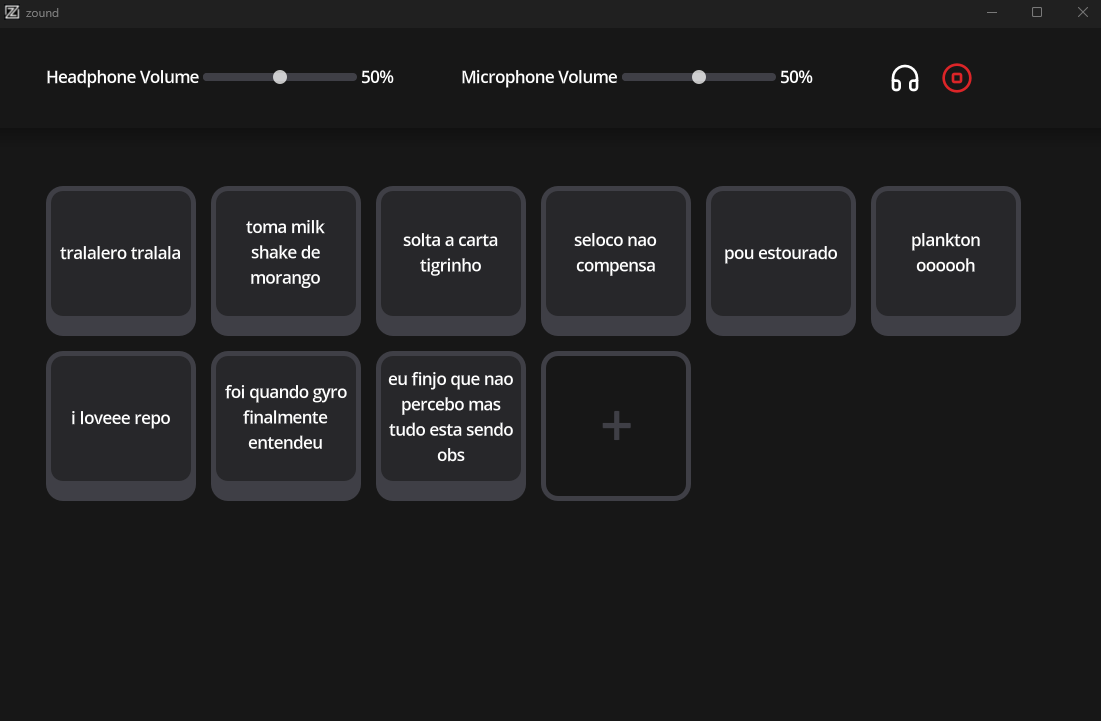 zound
Headphone Volume 50% Microphone Volume 50%
tralalero tralala
toma milk
shake de
morango
solta a carta
tigrinho
seloco nao
compensa
pou estourado
plankton
oooooh
i loveee repo
foi quando gyro
finalmente
entendeu
eu finjo que nao
percebo mas
tudo esta sendo
obs
+